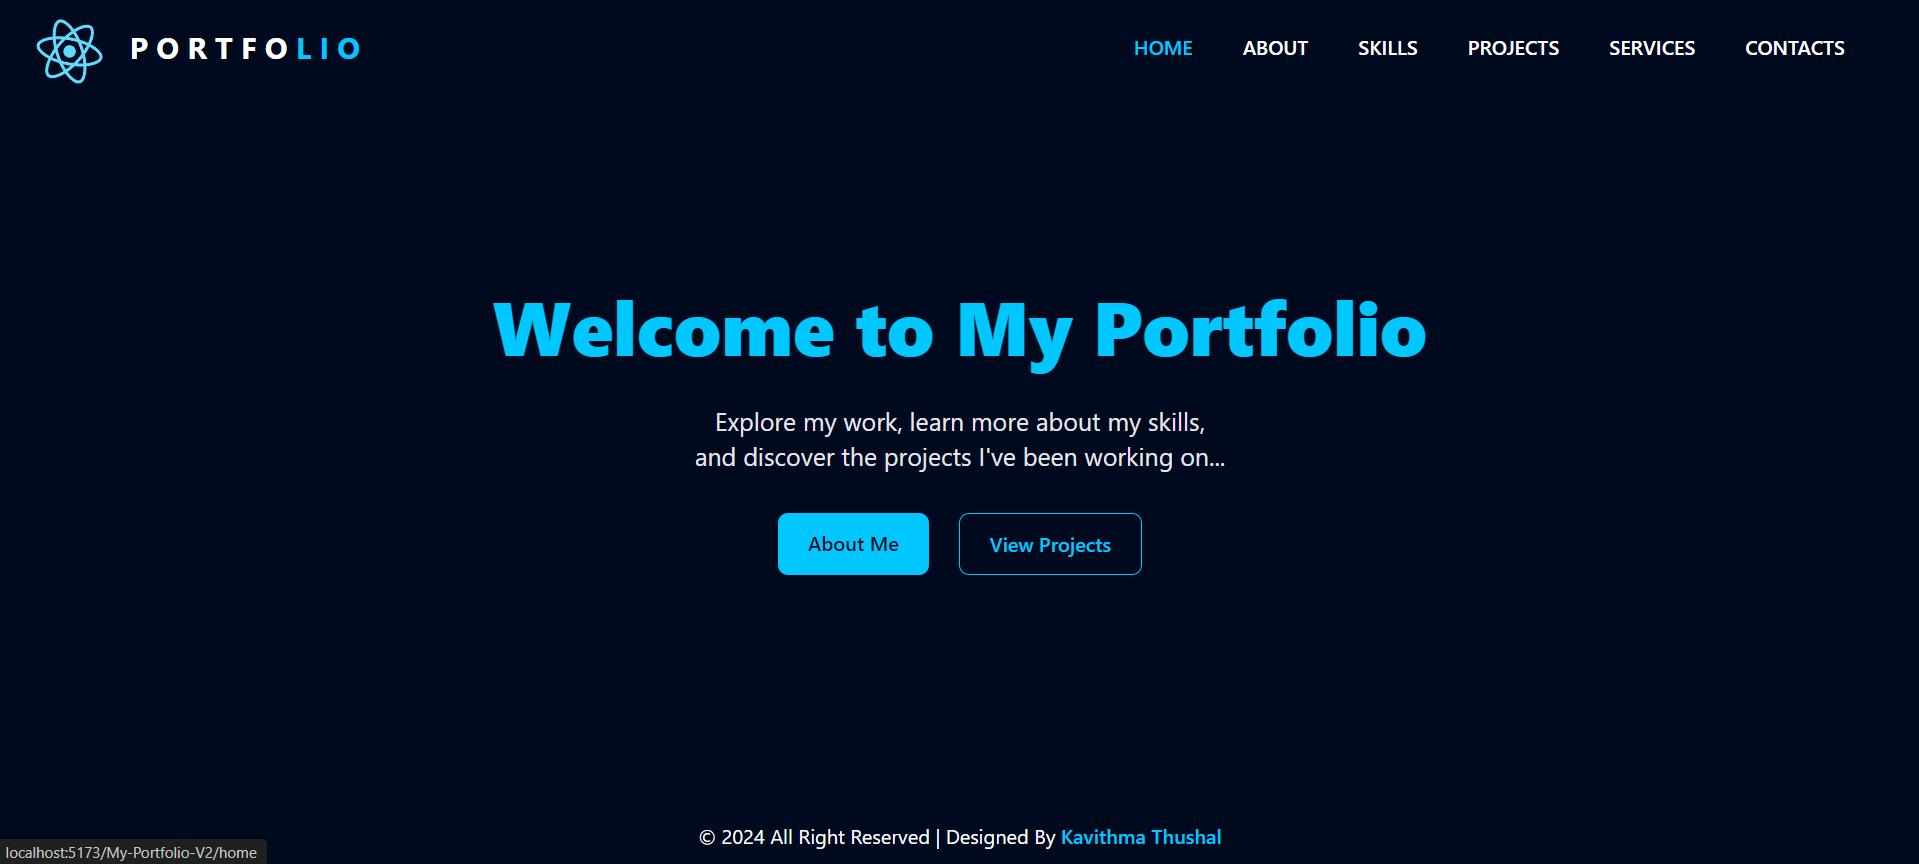 PORTFOLIO
HOME ABOUT SKILLS PROJECTS SERVICES CONTACTS
Welcome to My Portfolio
Explore my work, learn more about my skills,
and discover the projects I've been working on...
About Me View Projects
© 2024 All Right Reserved | Designed By Kavithma Thushal
localhost:5173/My-Portfolio-V2/home